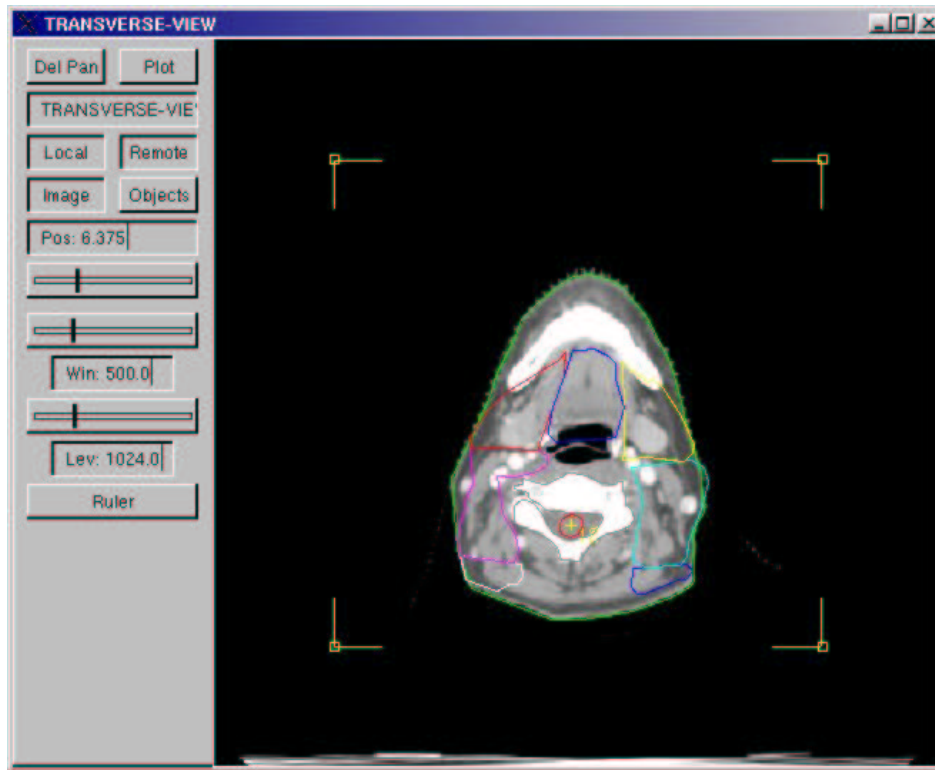 TRANSVERSE-VIEW
Del Pan Plot
TRANSVERSE-VIE
Local Remote
Image Objects
Pos: 6.375
Win: 500.0
Lev: 1024.0
Ruler